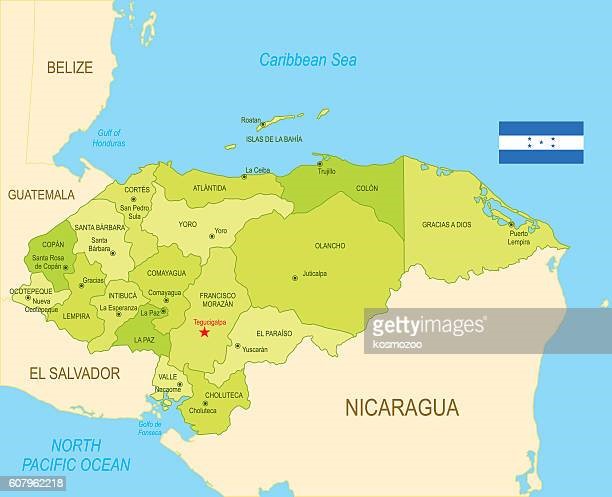 BELIZE
Caribbean Sea
Gulf of
Honduras
Roatan
ISLAS DE LA BAHÍA
GUATEMALA
CORTÉS
San Pedro
Sula
ATLÁNTIDA
La Ceiba
Trujillo
COLÓN
GRACIAS A DIOS
Puerto
Lempira
SANTA BÁRBARA
Santa
Bárbara
YORO
Yoro
COPÁN
Santa Rosa
de Copán
OLANCHO
Juticalpa
COMAYAGUA
Comayagua
OCOTEPEQUE
Nueva
Ocotepeque
Gracias
LEMPIRA
INTIBUCÁ
La Esperanza
La Paz
LA PAZ
FRANCISCO
MORAZÁN
Tegucigalpa
EL PARAÍSO
Yuscarán
EL SALVADOR
VALLE
Nacaome
CHOLUTECA
Choluteca
Golfo de
Fonseca
NICARAGUA
NORTH
PACIFIC OCEAN
gettyimages
kosmozoo
607962218